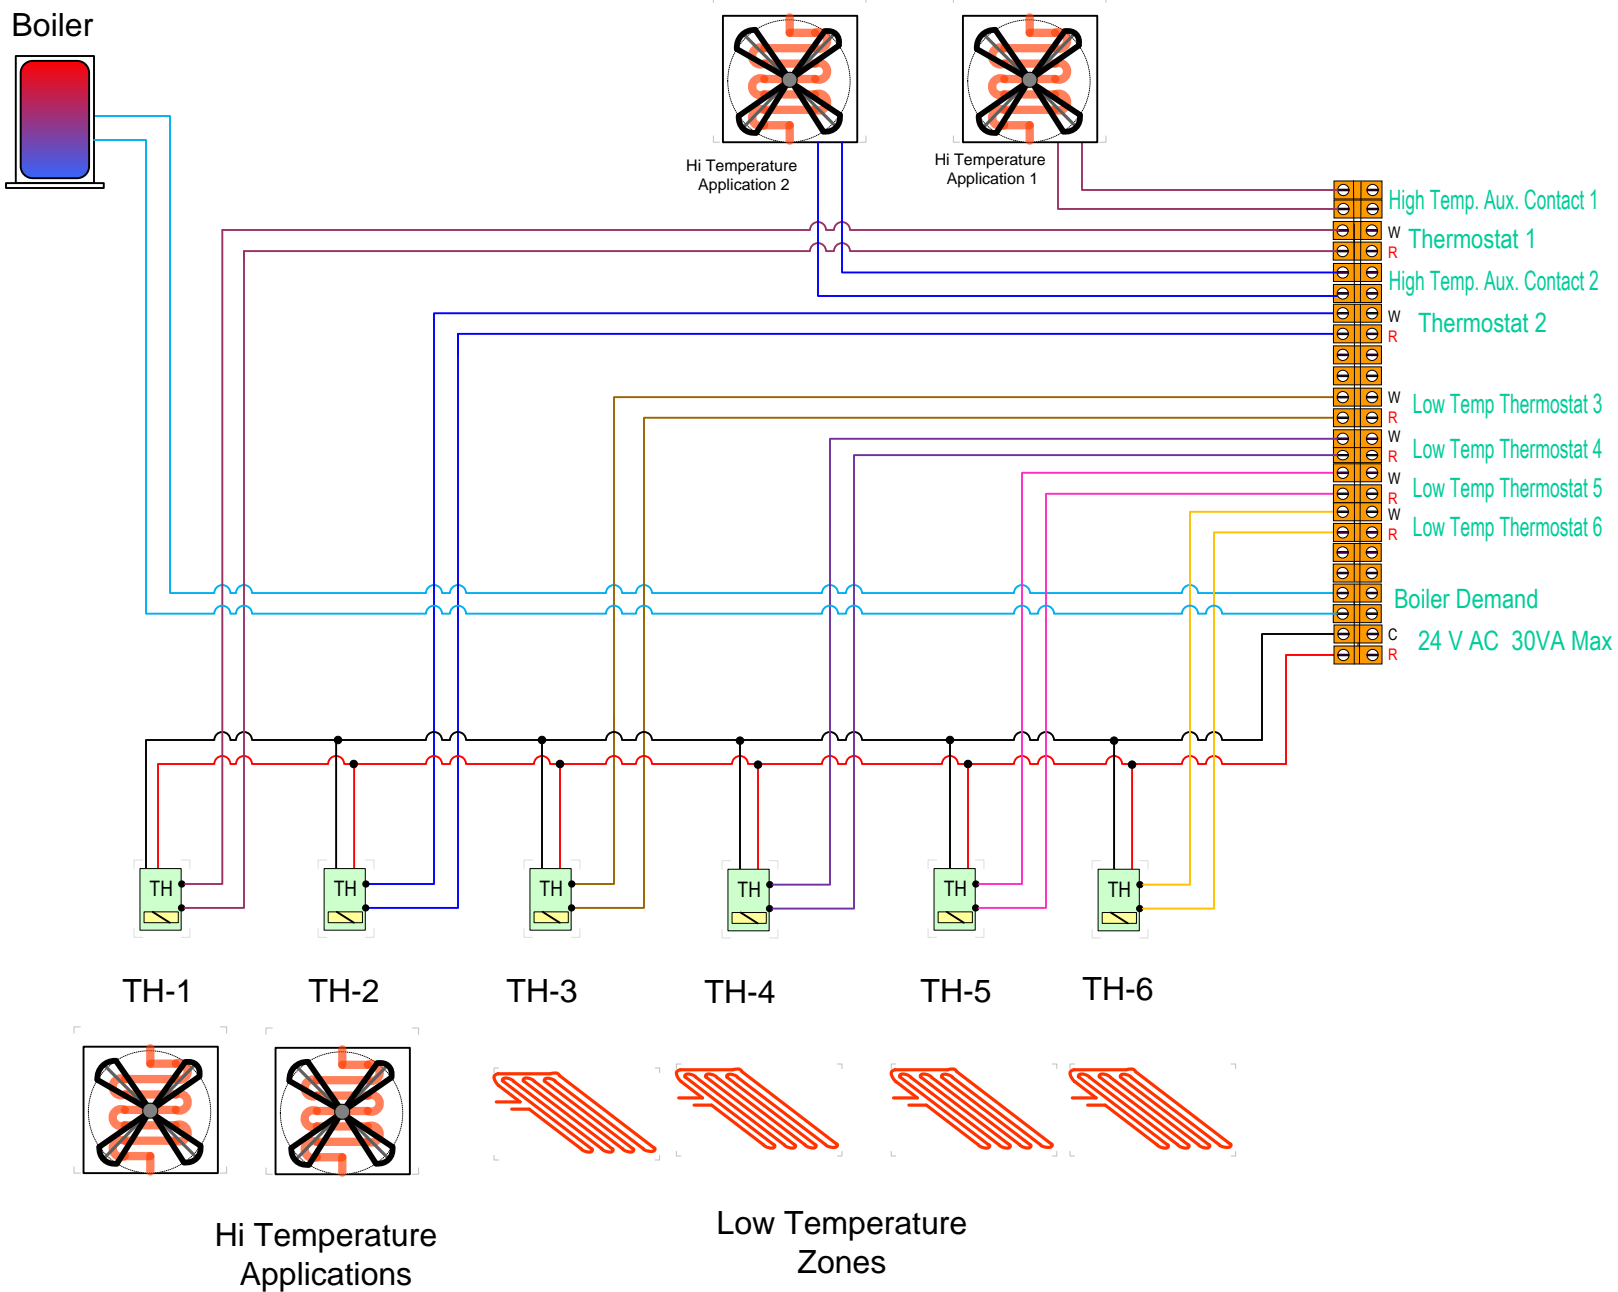 Boiler
Hi Temperature
Application 2
Hi Temperature
Application 1
High Temp. Aux. Contact 1
W
Thermostat 1
R
High Temp. Aux. Contact 2
W
Thermostat 2
R
W
Low Temp Thermostat 3
R
W
Low Temp Thermostat 4
R
W
Low Temp Thermostat 5
R
W
Low Temp Thermostat 6
R
Boiler Demand
C
24 V AC 30VA Max
R
TH
TH
TH
TH
TH
TH
TH-1
TH-2
TH-3
TH-4
TH-5
TH-6
Hi Temperature
Applications
Low Temperature
Zones